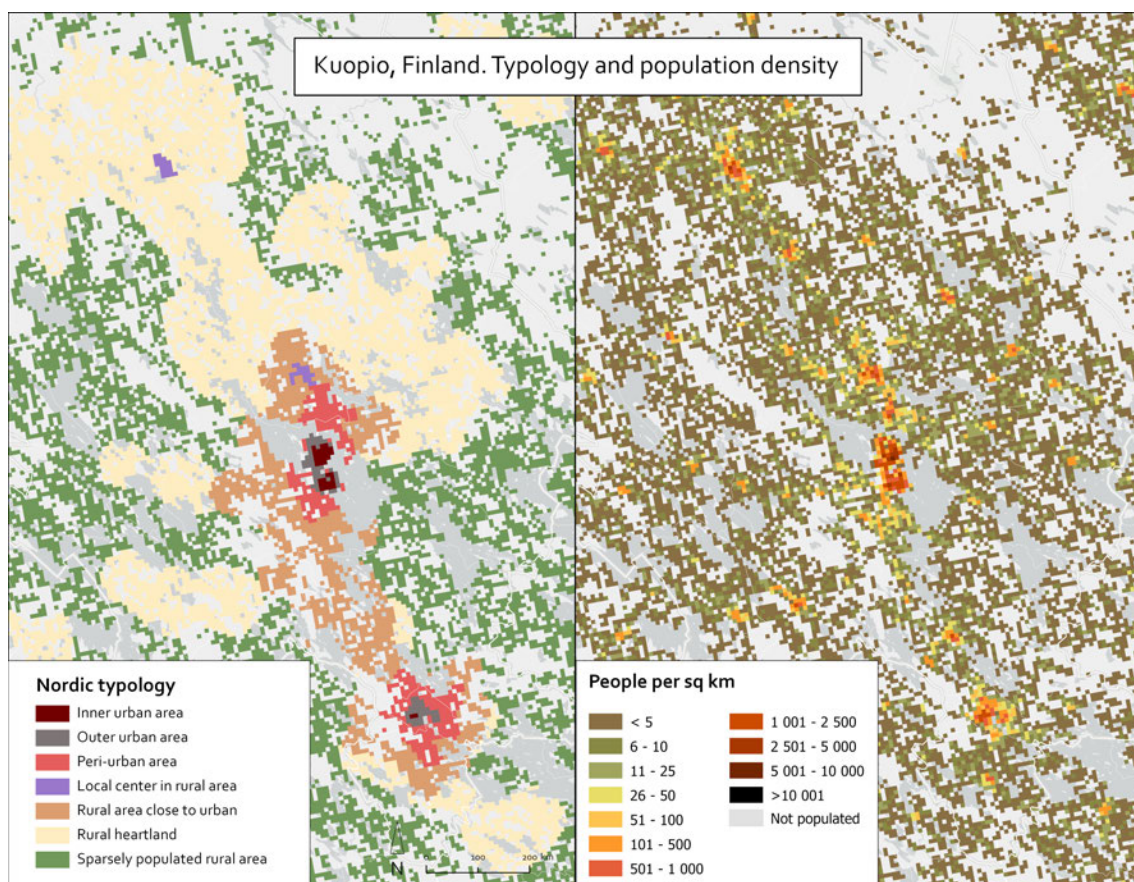 Kuopio, Finland. Typology and population density
Nordic typology
Inner urban area
Outer urban area
Peri-urban area
Local center in rural area
Rural area close to urban
Rural heartland
Sparsely populated rural area
N
0 100 200 km
People per sq km
< 5
6 - 10
11 - 25
26 - 50
51 - 100
101 - 500
501 - 1 000
1 001 - 2 500
2 501 - 5 000
5 001 - 10 000
>10 001
Not populated